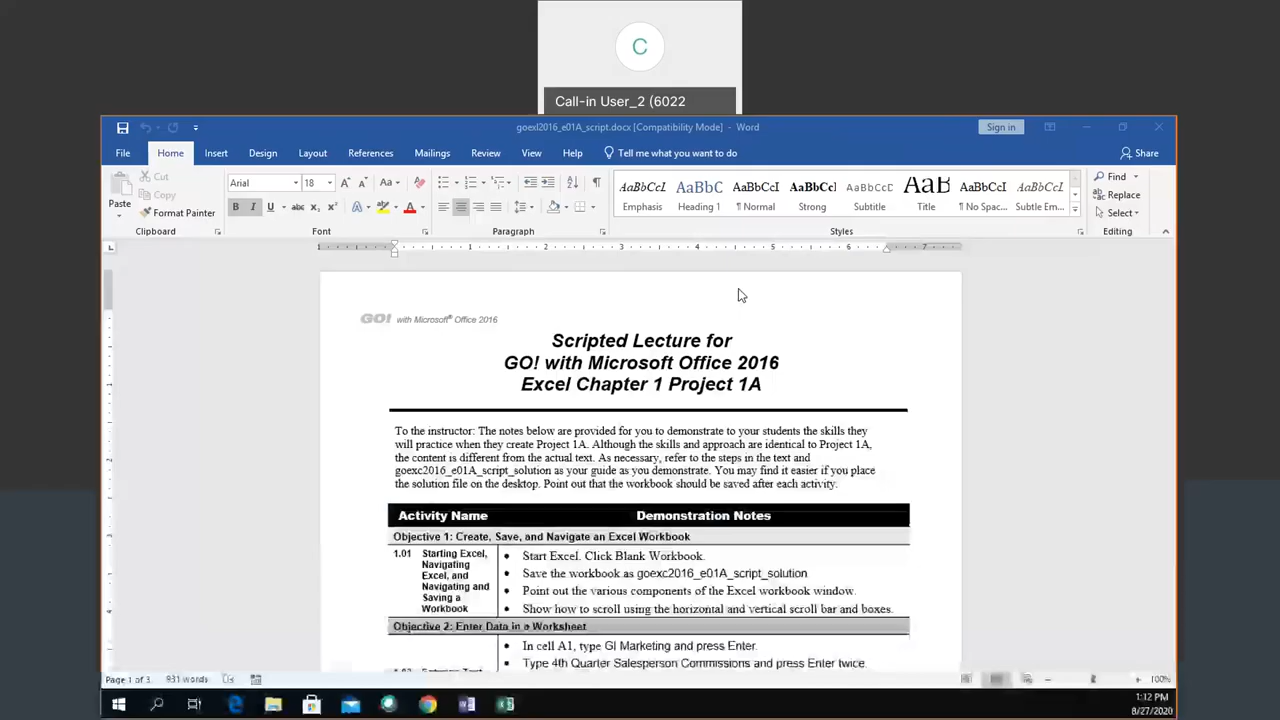 C
Call-in User_2 (6022
goexl2016_e01A_script.docx [Compatibility Mode] - Word
Sign in
File Home Insert Design Layout References Mailings Review View Help Tell me what you want to do Share
Paste
Cut
Copy
Format Painter
Arial 18
Aa
B I U abc X₂ X²
AaBbCcL AaBbC AaBbCcI AaBbCcI AaBbCcI AaB AaBbCcI AaBbCcI
Emphasis Heading 1 ¶ Normal Strong Subtitle Title ¶ No Spac... Subtle Em...
Find
Replace
Select
Clipboard Font Paragraph Styles Editing
1 2 3 4 5 6 7
GO! with Microsoft® Office 2016
Scripted Lecture for
GO! with Microsoft Office 2016
Excel Chapter 1 Project 1A
To the instructor: The notes below are provided for you to demonstrate to your students the skills they
will practice when they create Project 1A. Although the skills and approach are identical to Project 1A,
the content is different from the actual text. As necessary, refer to the steps in the text and
goexc2016_e01A_script_solution as your guide as you demonstrate. You may find it easier if you place
the solution file on the desktop. Point out that the workbook should be saved after each activity.
Activity Name Demonstration Notes
Objective 1: Create, Save, and Navigate an Excel Workbook
1.01 Starting Excel,
Navigating
Excel, and
Navigating and
Saving a
Workbook
• Start Excel. Click Blank Workbook.
• Save the workbook as goexc2016_e01A_script_solution
• Point out the various components of the Excel workbook window.
• Show how to scroll using the horizontal and vertical scroll bar and boxes.
Objective 2: Enter Data in a Worksheet
• In cell A1, type GI Marketing and press Enter.
• Type 4th Quarter Salesperson Commissions and press Enter twice.
Page 1 of 3 931 words 100%
1:12 PM
8/27/2020